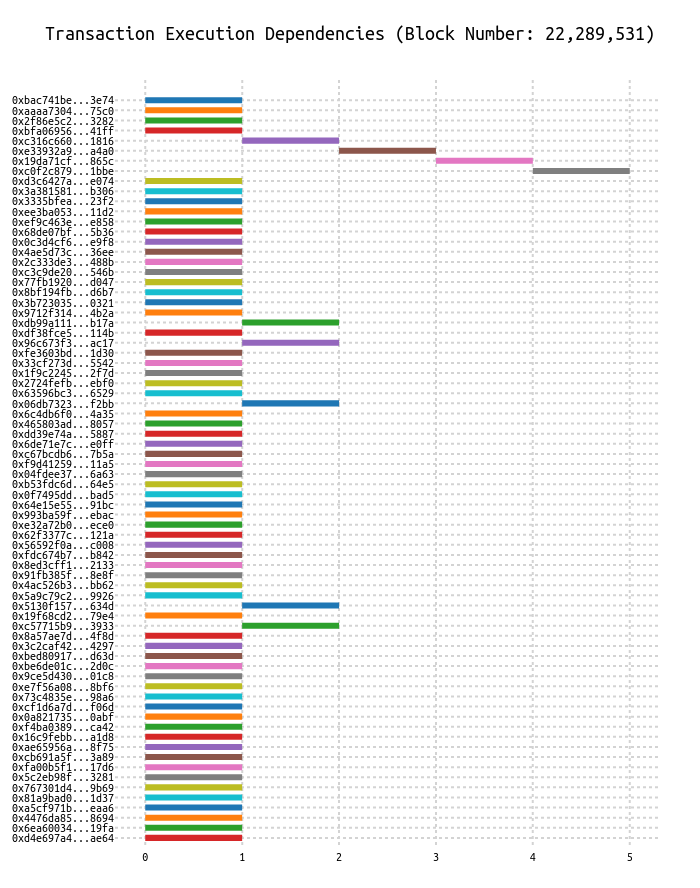 Transaction Execution Dependencies (Block Number: 22,289,531)
0xbac741be...3e74
0xaaaa7304...75c0
0x2f86e5c2...3282
0xbfa06956...41ff
0xc316c660...1816
0xe33932a9...a4a0
0x19da71cf...865c
0xc0f2c879...1bbe
0xd3c6427a...e074
0x3a381581...b306
0x3335bfea...23f2
0xee3ba053...11d2
0xef9c463e...e858
0x68de07bf...5b36
0x0c3d4cf6...e9f8
0x4ae5d73c...36ee
0x2c333de3...488b
0xc3c9de20...546b
0x77fb1920...d047
0x8bf194fb...d6b7
0x3b723035...0321
0x9712f314...4b2a
0xdb99a111...b17a
0xdf38fce5...114b
0x96c673f3...ac17
0xfe3603bd...1d30
0x33cf273d...5542
0x1f9c2245...2f7d
0x2724fefb...ebf0
0x63596bc3...6529
0x06db7323...f2bb
0x6c4db6f0...4a35
0x465803ad...8057
0xdd39e74a...5887
0x6de71e7c...e0ff
0xc67bcdb6...7b5a
0xf9d41259...11a5
0x04fdee37...6a63
0xb53fdc6d...64e5
0x0f7495dd...bad5
0x64e15e55...91bc
0x993ba59f...ebac
0xe32a72b0...ece0
0x62f3377c...121a
0x56592f0a...c008
0xfdc674b7...b842
0x8ed3cff1...2133
0x91fb385f...8e8f
0x4ac526b3...bb62
0x5a9c79c2...9926
0x5130f157...634d
0x19f68cd2...79e4
0xc57715b9...3933
0x8a57ae7d...4f8d
0x3c2caf42...4297
0xbed80917...d63d
0xbe6de01c...2d0c
0x9ce5d430...01c8
0xe7f56a08...8bf6
0x73c4835e...98a6
0xcf1d6a7d...f06d
0x0a821735...0abf
0xf4ba0389...ca42
0x16c9febb...a1d8
0xae65956a...8f75
0xcb691a5f...3a89
0xfa00b5f1...17d6
0x5c2eb98f...3281
0x767301d4...9b69
0x81a9bad0...1d37
0xa5cf971b...eaa6
0x4476da85...8694
0x6ea60034...19fa
0xd4e697a4...ae64
0 1 2 3 4 5